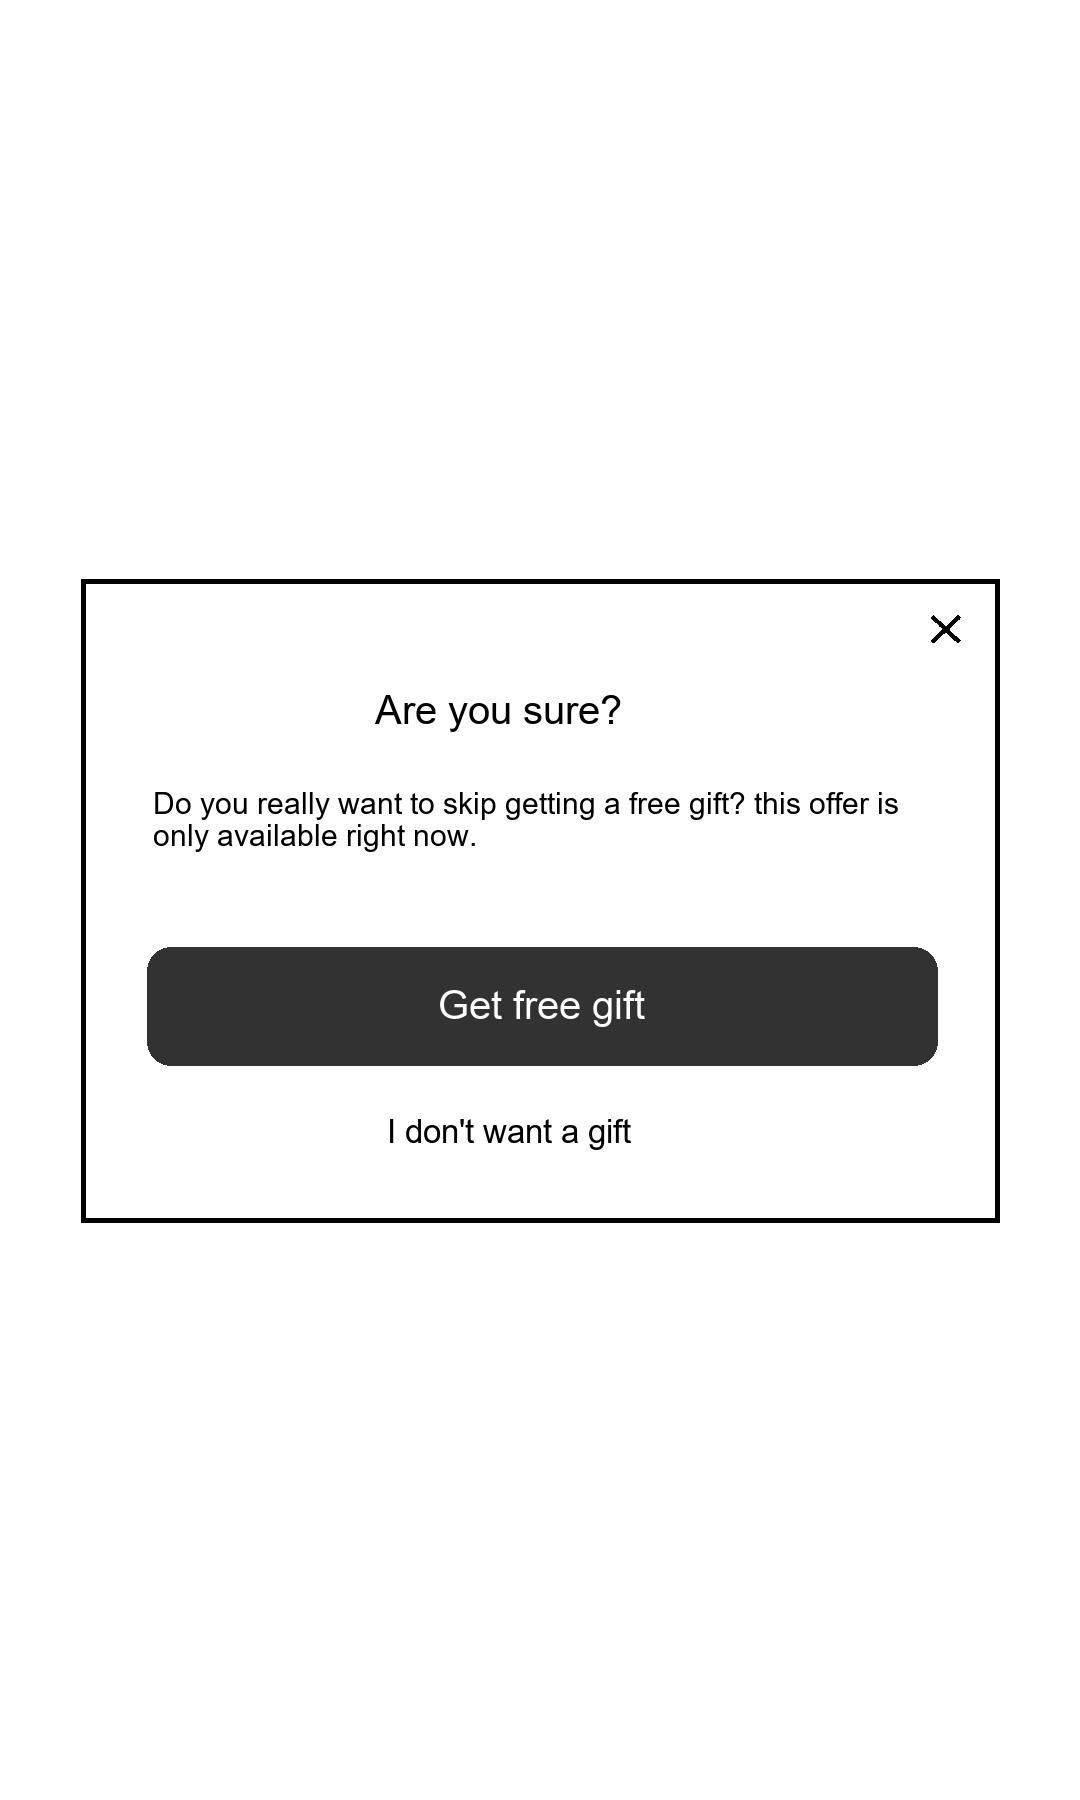 Are you sure?
Do you really want to skip getting a free gift? this offer is
only available right now.
Get free gift
I don't want a gift